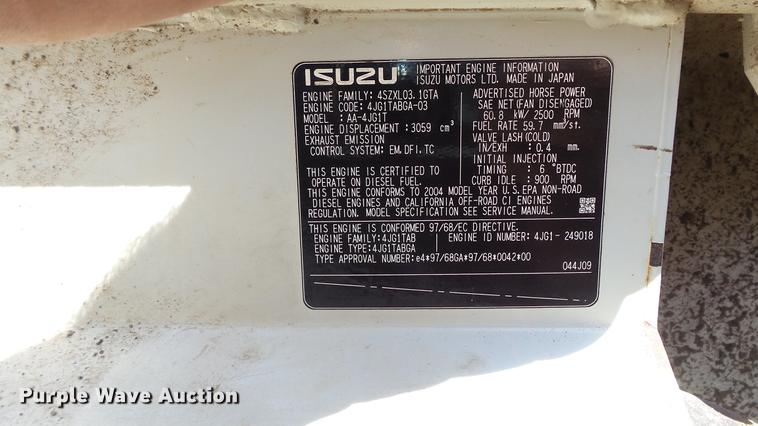 ISUZU IMPORTANT ENGINE INFORMATION
ISUZU MOTORS LTD. MADE IN JAPAN
ENGINE FAMILY: 4SZXL03.1GTA
ENGINE CODE: 4JG1TABGA-03
MODEL : AA-4JG1T
ENGINE DISPLACEMENT: 3059 cm³
EXHAUST EMISSION
CONTROL SYSTEM: EM,DFI,TC
ADVERTISED HORSE POWER
SAE NET (FAN DISENGAGED)
60.8 kW/ 2500 RPM
FUEL RATE 59.7 mm³/st.
VALVE LASH (COLD)
IN/EXH : 0.4 mm.
INITIAL INJECTION
TIMING : 6 °BTDC
CURB IDLE : 900 RPM
THIS ENGINE IS CERTIFIED TO
OPERATE ON DIESEL FUEL.
THIS ENGINE CONFORMS TO 2004 MODEL YEAR U.S.EPA NON-ROAD
DIESEL ENGINES AND CALIFORNIA OFF-ROAD CI ENGINES
REGULATION. MODEL SPECIFICATION SEE SERVICE MANUAL.
THIS ENGINE IS CONFORMED 97/68/EC DIRECTIVE.
ENGINE FAMILY:4JG1TAB ENGINE ID NUMBER: 4JG1- 249018
ENGINE TYPE:4JG1TABGA
TYPE APPROVAL NUMBER:e4*97/68GA*97/68*0042*00
044J09
Purple Wave Auction